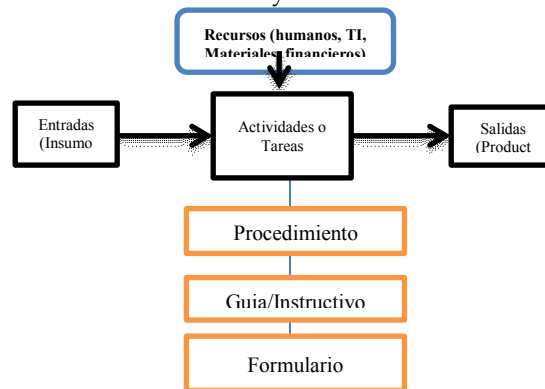 y
Recursos (humanos, TI,
Materiales, financieros)
Entradas
(Insumo
Actividades o
Tareas
Salidas
(Product
Procedimiento
Guia/Instructivo
Formulario